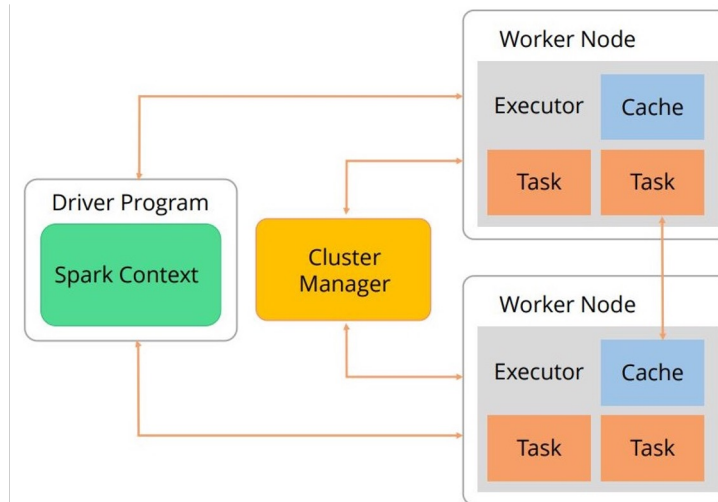 Worker Node
Executor
Cache
Task
Task
Driver Program
Spark Context
Cluster
Manager
Worker Node
Executor
Cache
Task
Task